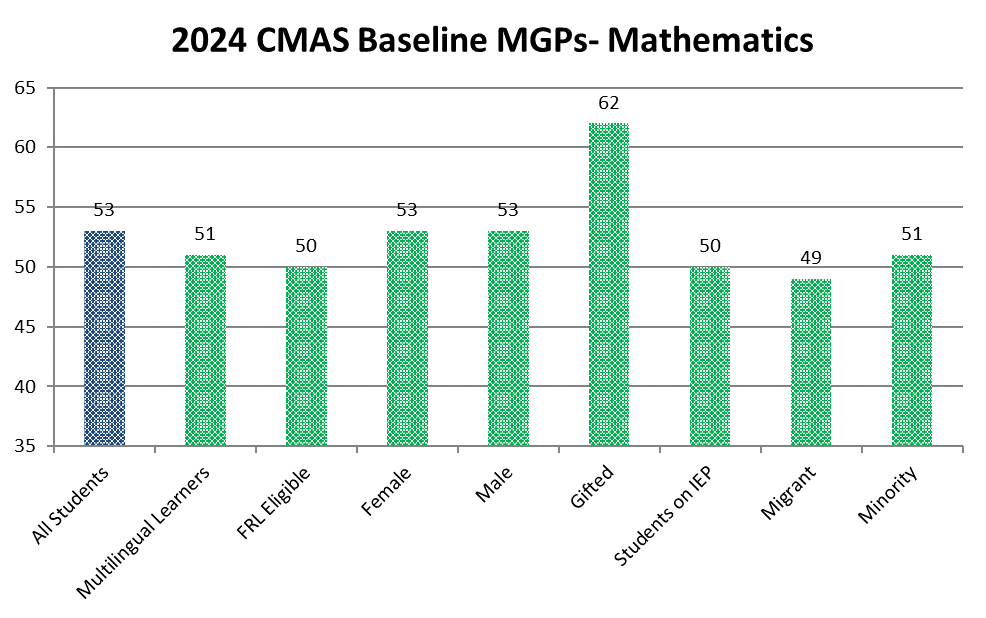 2024 CMAS Baseline MGPs- Mathematics
65
60
55
50
45
40
35
53
51
50
53
53
62
50
49
51
All Students
Multilingual Learners
FRL Eligible
Female
Male
Gifted
Students on IEP
Migrant
Minority